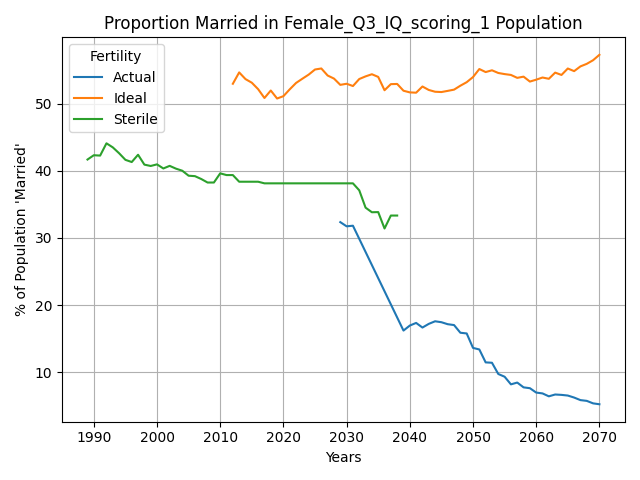 Proportion Married in Female_Q3_IQ_scoring_1 Population
Fertility
Actual
Ideal
Sterile
% of Population 'Married'
50
40
30
20
10
1990 2000 2010 2020 2030 2040 2050 2060 2070
Years